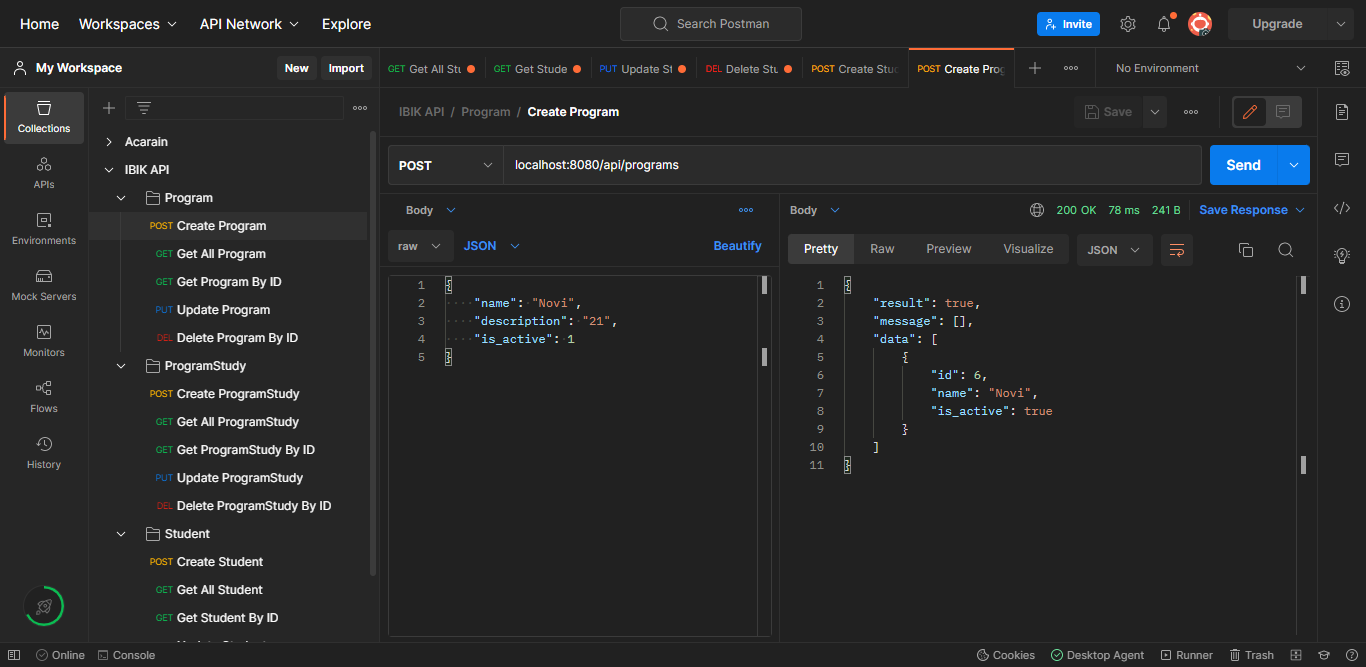 Home Workspaces API Network Explore Search Postman Invite Upgrade
My Workspace New Import
GET Get All Stu GET Get Stude PUT Update St DEL Delete Stu POST Create Stu POST Create Prog No Environment
Collections
APIs
Environments
Mock Servers
Monitors
Flows
History
Acarain
IBIK API
Program
POST Create Program
GET Get All Program
GET Get Program By ID
PUT Update Program
DEL Delete Program By ID
ProgramStudy
POST Create ProgramStudy
GET Get All ProgramStudy
GET Get ProgramStudy By ID
PUT Update ProgramStudy
DEL Delete ProgramStudy By ID
Student
POST Create Student
GET Get All Student
GET Get Student By ID
IBIK API / Program / Create Program Save
POST localhost:8080/api/programs Send
Body
raw JSON Beautify
1 {
2 "name": "Novi",
3 "description": "21",
4 "is_active": 1
5 }
Body 200 OK 78 ms 241 B Save Response
Pretty Raw Preview Visualize JSON
1 {
2 "result": true,
3 "message": [],
4 "data": [
5 {
6 "id": 6,
7 "name": "Novi",
8 "is_active": true
9 }
10 ]
11 }
Online Console Cookies Desktop Agent Runner Trash